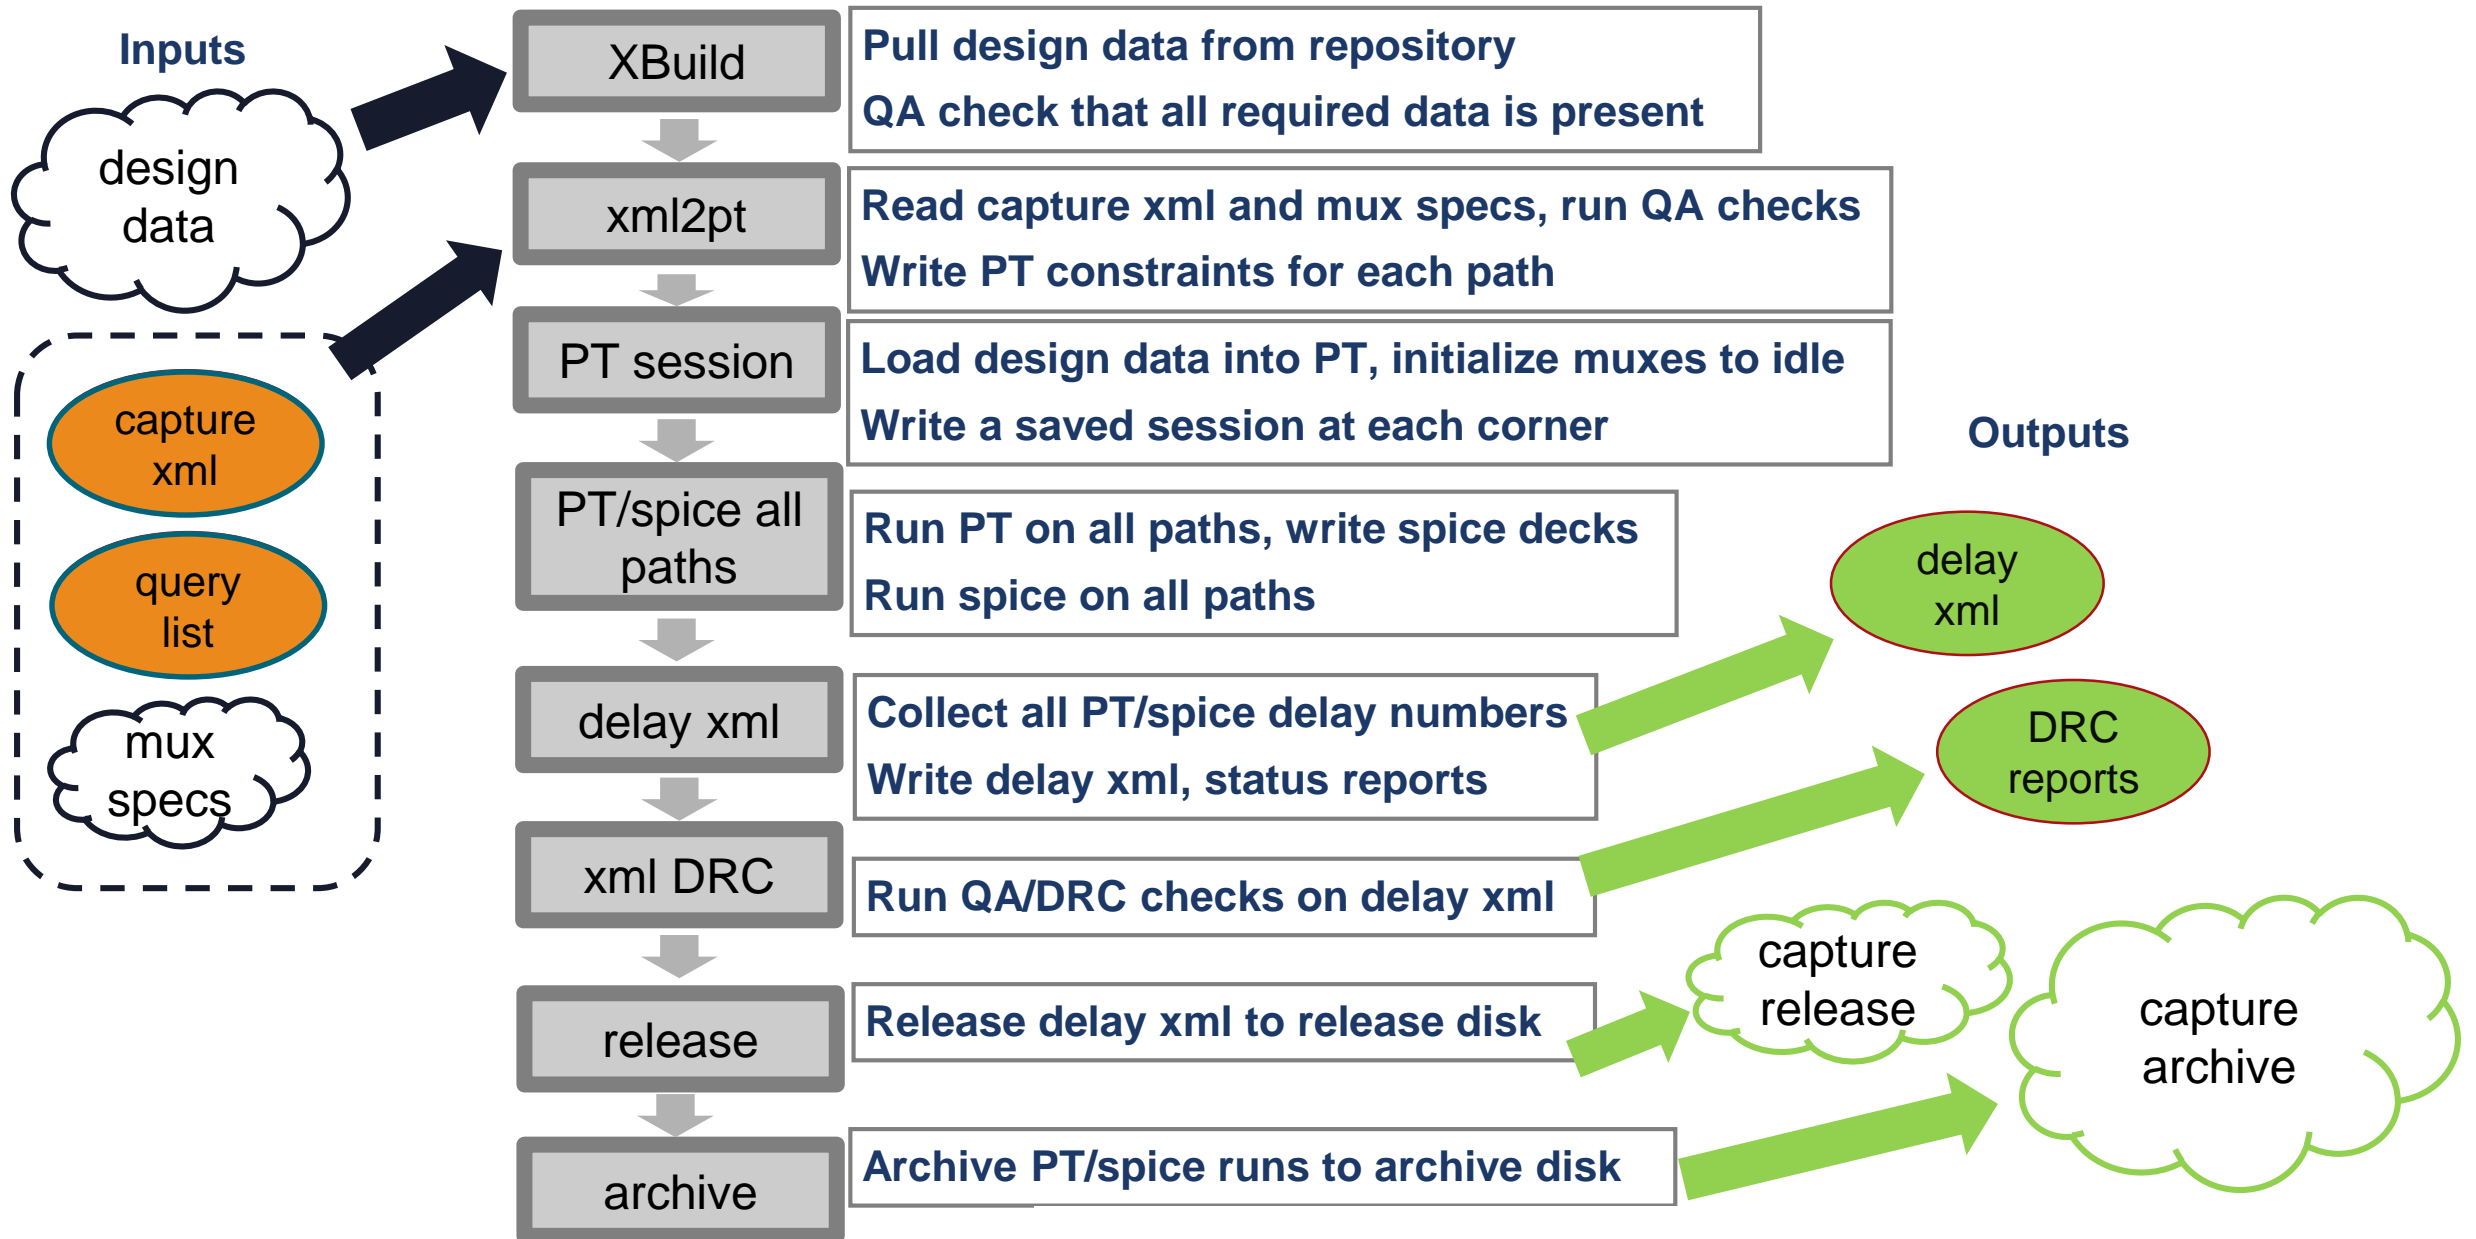 Inputs
design
data
capture
xml
query
list
mux
specs
XBuild
Pull design data from repository
QA check that all required data is present
xml2pt
Read capture xml and mux specs, run QA checks
Write PT constraints for each path
PT session
Load design data into PT, initialize muxes to idle
Write a saved session at each corner
PT/spice all
paths
Run PT on all paths, write spice decks
Run spice on all paths
delay xml
Collect all PT/spice delay numbers
Write delay xml, status reports
xml DRC
Run QA/DRC checks on delay xml
release
Release delay xml to release disk
archive
Archive PT/spice runs to archive disk
Outputs
delay
xml
DRC
reports
capture
release
capture
archive